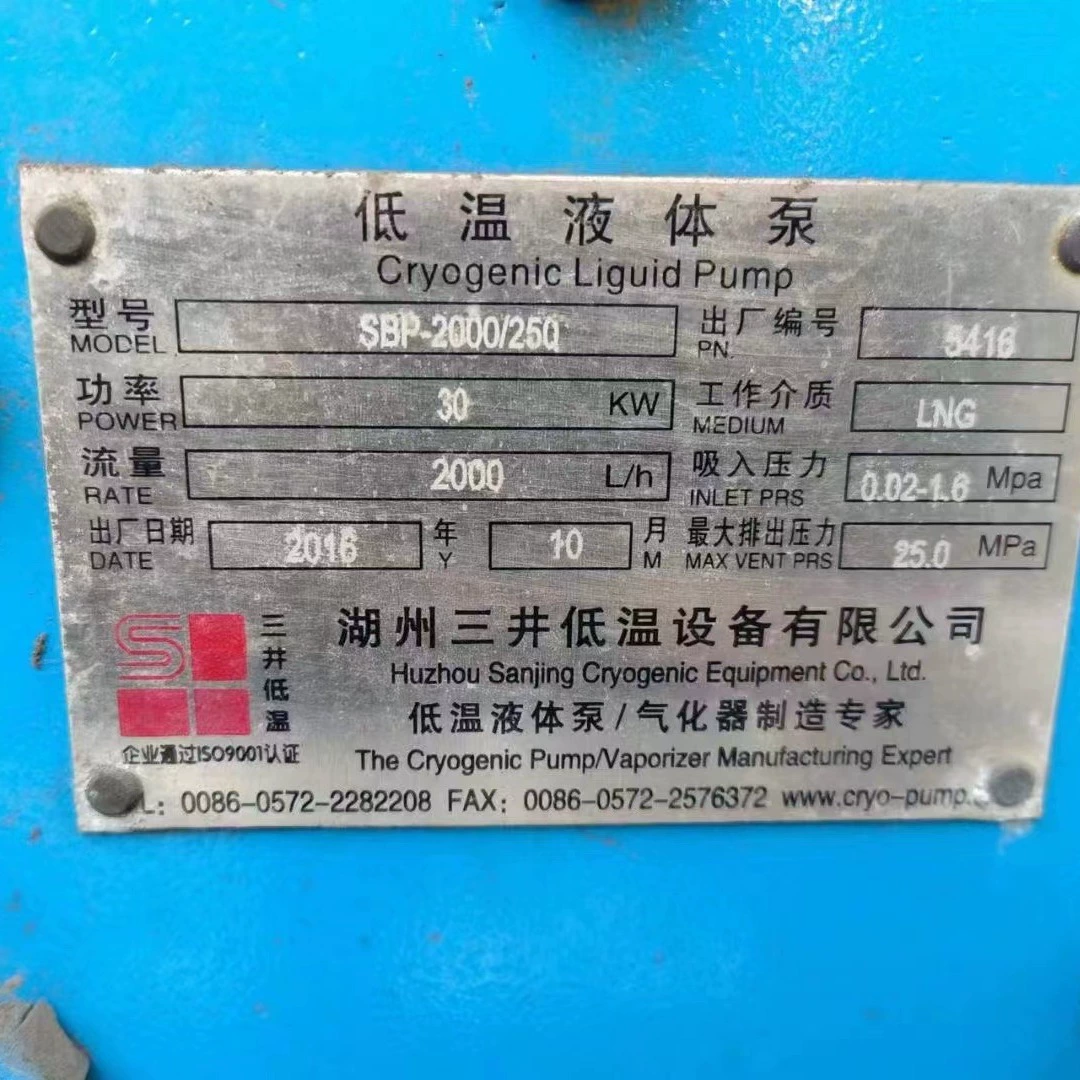 低温液体泵
Cryogenic Liguid Pump
型号 SBP-2000/250 出厂编号 5416
MODEL PN.
功率 30 KW 工作介质 LNG
POWER MEDIUM
流量 2000 L/h 吸入压力 0.02-1.6 Mpa
RATE INLET PRS
出厂日期 2016 年 10 月 最大排出压力 25.0 MPa
DATE Y M MAX VENT PRS
三井低温
湖州三井低温设备有限公司
Huzhou Sanjing Cryogenic Equipment Co., Ltd.
低温液体泵/气化器制造专家
企业通过ISO9001认证
The Cryogenic Pump/Vaporizer Manufacturing Expert
L: 0086-0572-2282208 FAX: 0086-0572-2576372 www.cryo-pump.